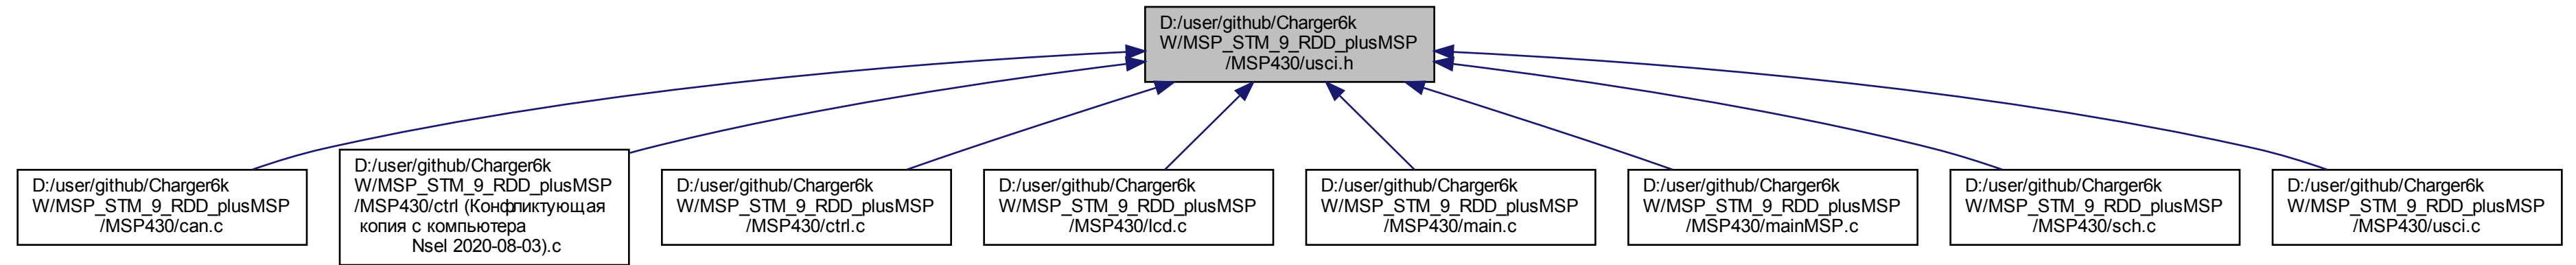 D:/user/github/Charger6k
W/MSP_STM_9_RDD_plusMSP
/MSP430/usci.h
D:/user/github/Charger6k
W/MSP_STM_9_RDD_plusMSP
/MSP430/can.c
D:/user/github/Charger6k
W/MSP_STM_9_RDD_plusMSP
/MSP430/ctrl (Конфликтующая
копия с компьютера
Nsel 2020-08-03).c
D:/user/github/Charger6k
W/MSP_STM_9_RDD_plusMSP
/MSP430/ctrl.c
D:/user/github/Charger6k
W/MSP_STM_9_RDD_plusMSP
/MSP430/lcd.c
D:/user/github/Charger6k
W/MSP_STM_9_RDD_plusMSP
/MSP430/main.c
D:/user/github/Charger6k
W/MSP_STM_9_RDD_plusMSP
/MSP430/mainMSP.c
D:/user/github/Charger6k
W/MSP_STM_9_RDD_plusMSP
/MSP430/sch.c
D:/user/github/Charger6k
W/MSP_STM_9_RDD_plusMSP
/MSP430/usci.c